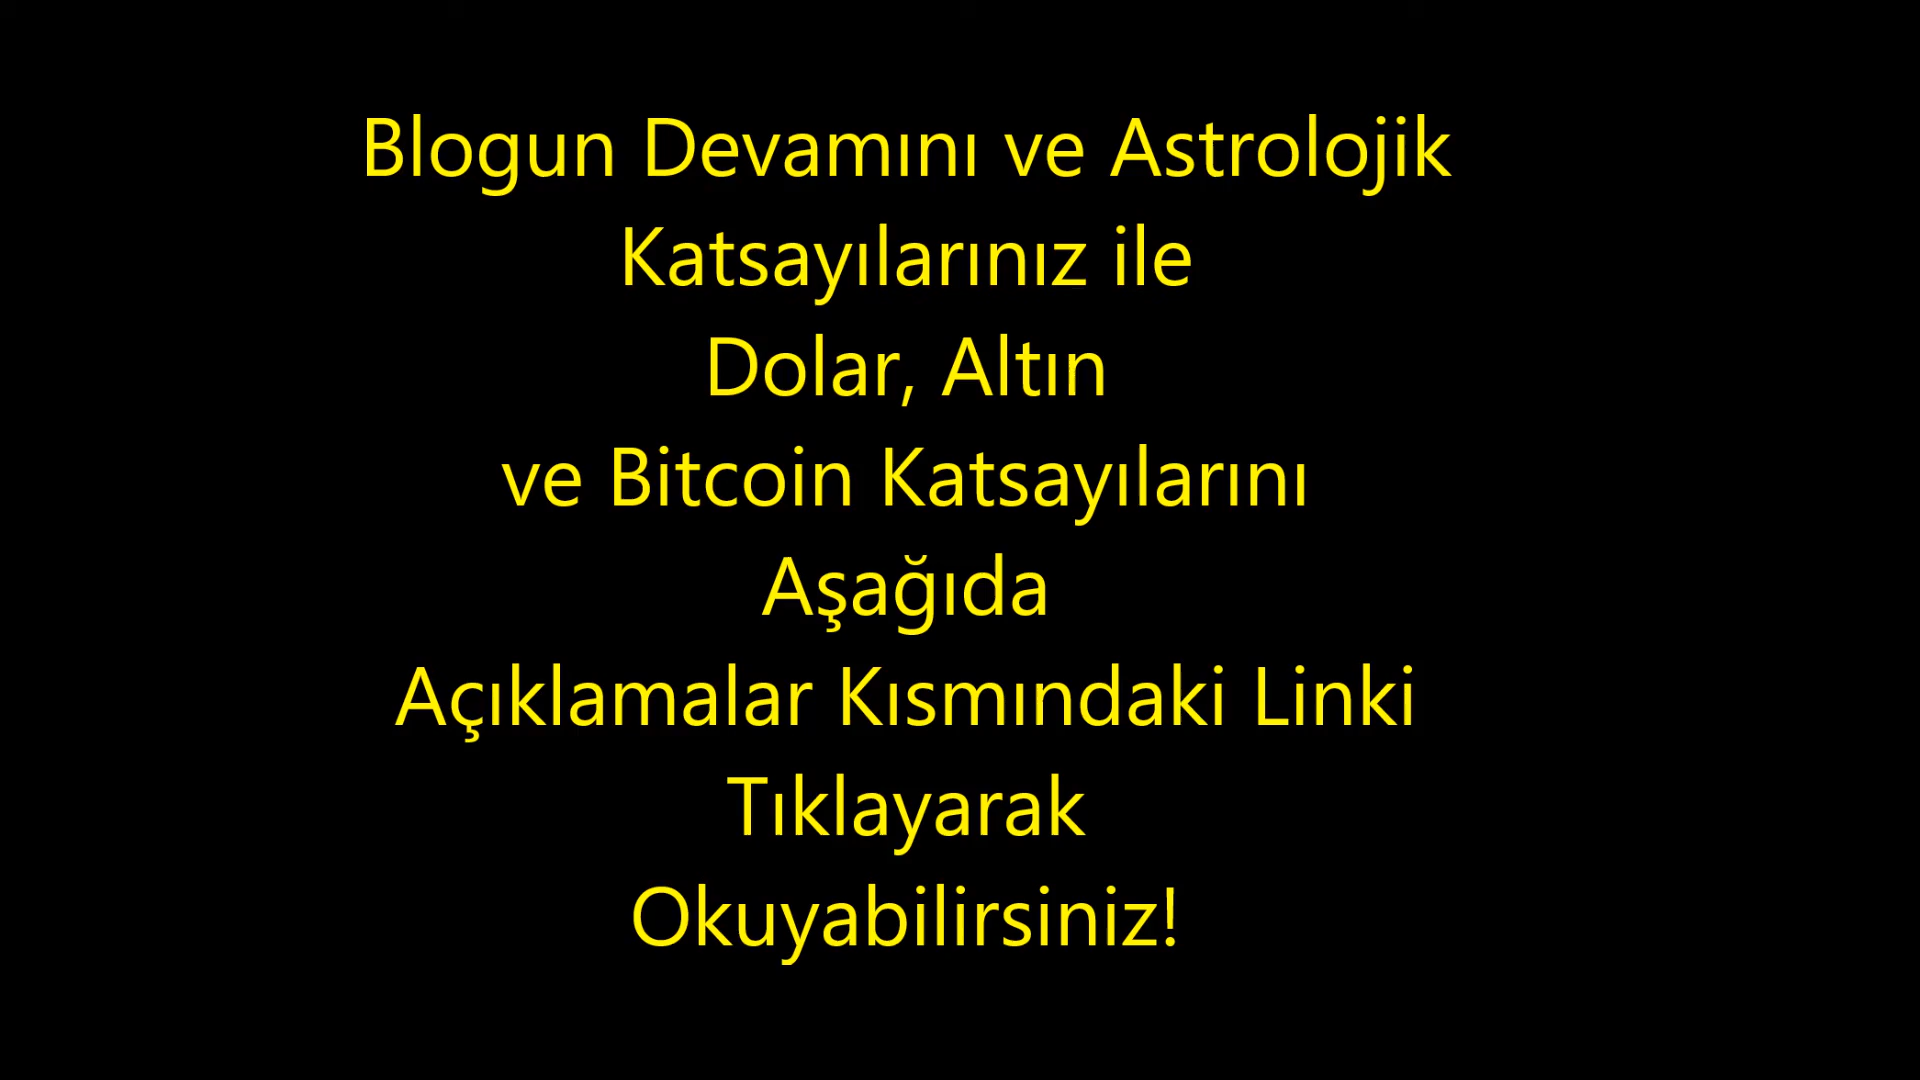 Blogun Devamını ve Astrolojik
Katsayılarınız ile
Dolar, Altın
ve Bitcoin Katsayılarını
Aşağıda
Açıklamalar Kısmındaki Linki
Tıklayarak
Okuyabilirsiniz!